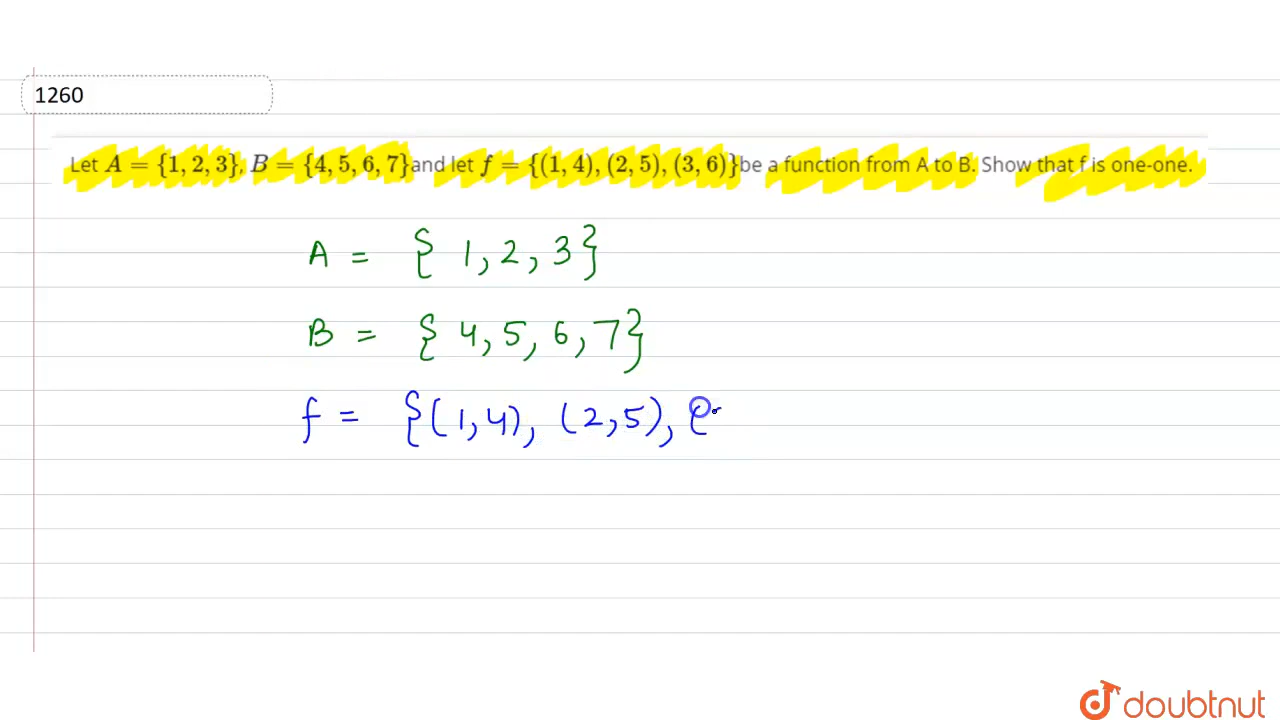 1260
Let A = {1, 2, 3}, B = {4, 5, 6, 7}and let f = {(1, 4), (2, 5), (3, 6)}be a function from A to B. Show that f is one-one.
A = { 1, 2, 3}
B = { 4, 5, 6, 7}
f = {(1, 4), (2, 5), (
doubtnut